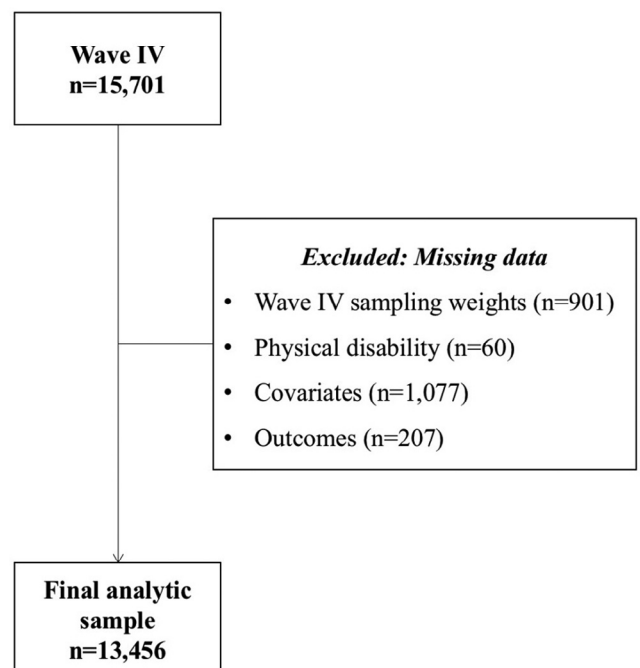 Wave IV
n=15,701
Excluded: Missing data
• Wave IV sampling weights (n=901)
• Physical disability (n=60)
• Covariates (n=1,077)
• Outcomes (n=207)
Final analytic
sample
n=13,456